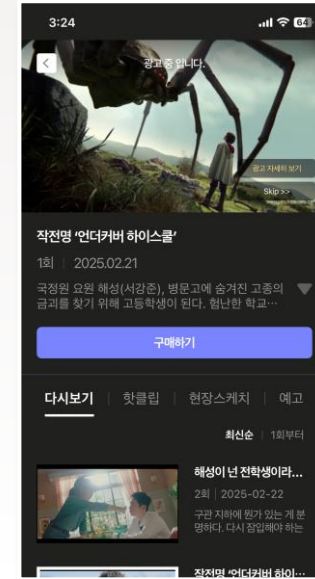 3:24
64
광고 중 입니다.
광고 자세히 보기
Skip >>
작전명 ‘언더커버 하이스쿨’
1회 | 2025.02.21
국정원 요원 해성(서강준), 병문고에 숨겨진 고종의
금괴를 찾기 위해 고등학생이 된다. 험난한 학교…
구매하기
다시보기 | 핫클립 | 현장스케치 | 예고
최신순 | 1회부터
해성이 넌 전학생이라…
2회 | 2025-02-22
구관 지하에 뭔가 있는 게 분
명하다. 다시 잠입해야 하는
작전명 ‘언더커버 하이…